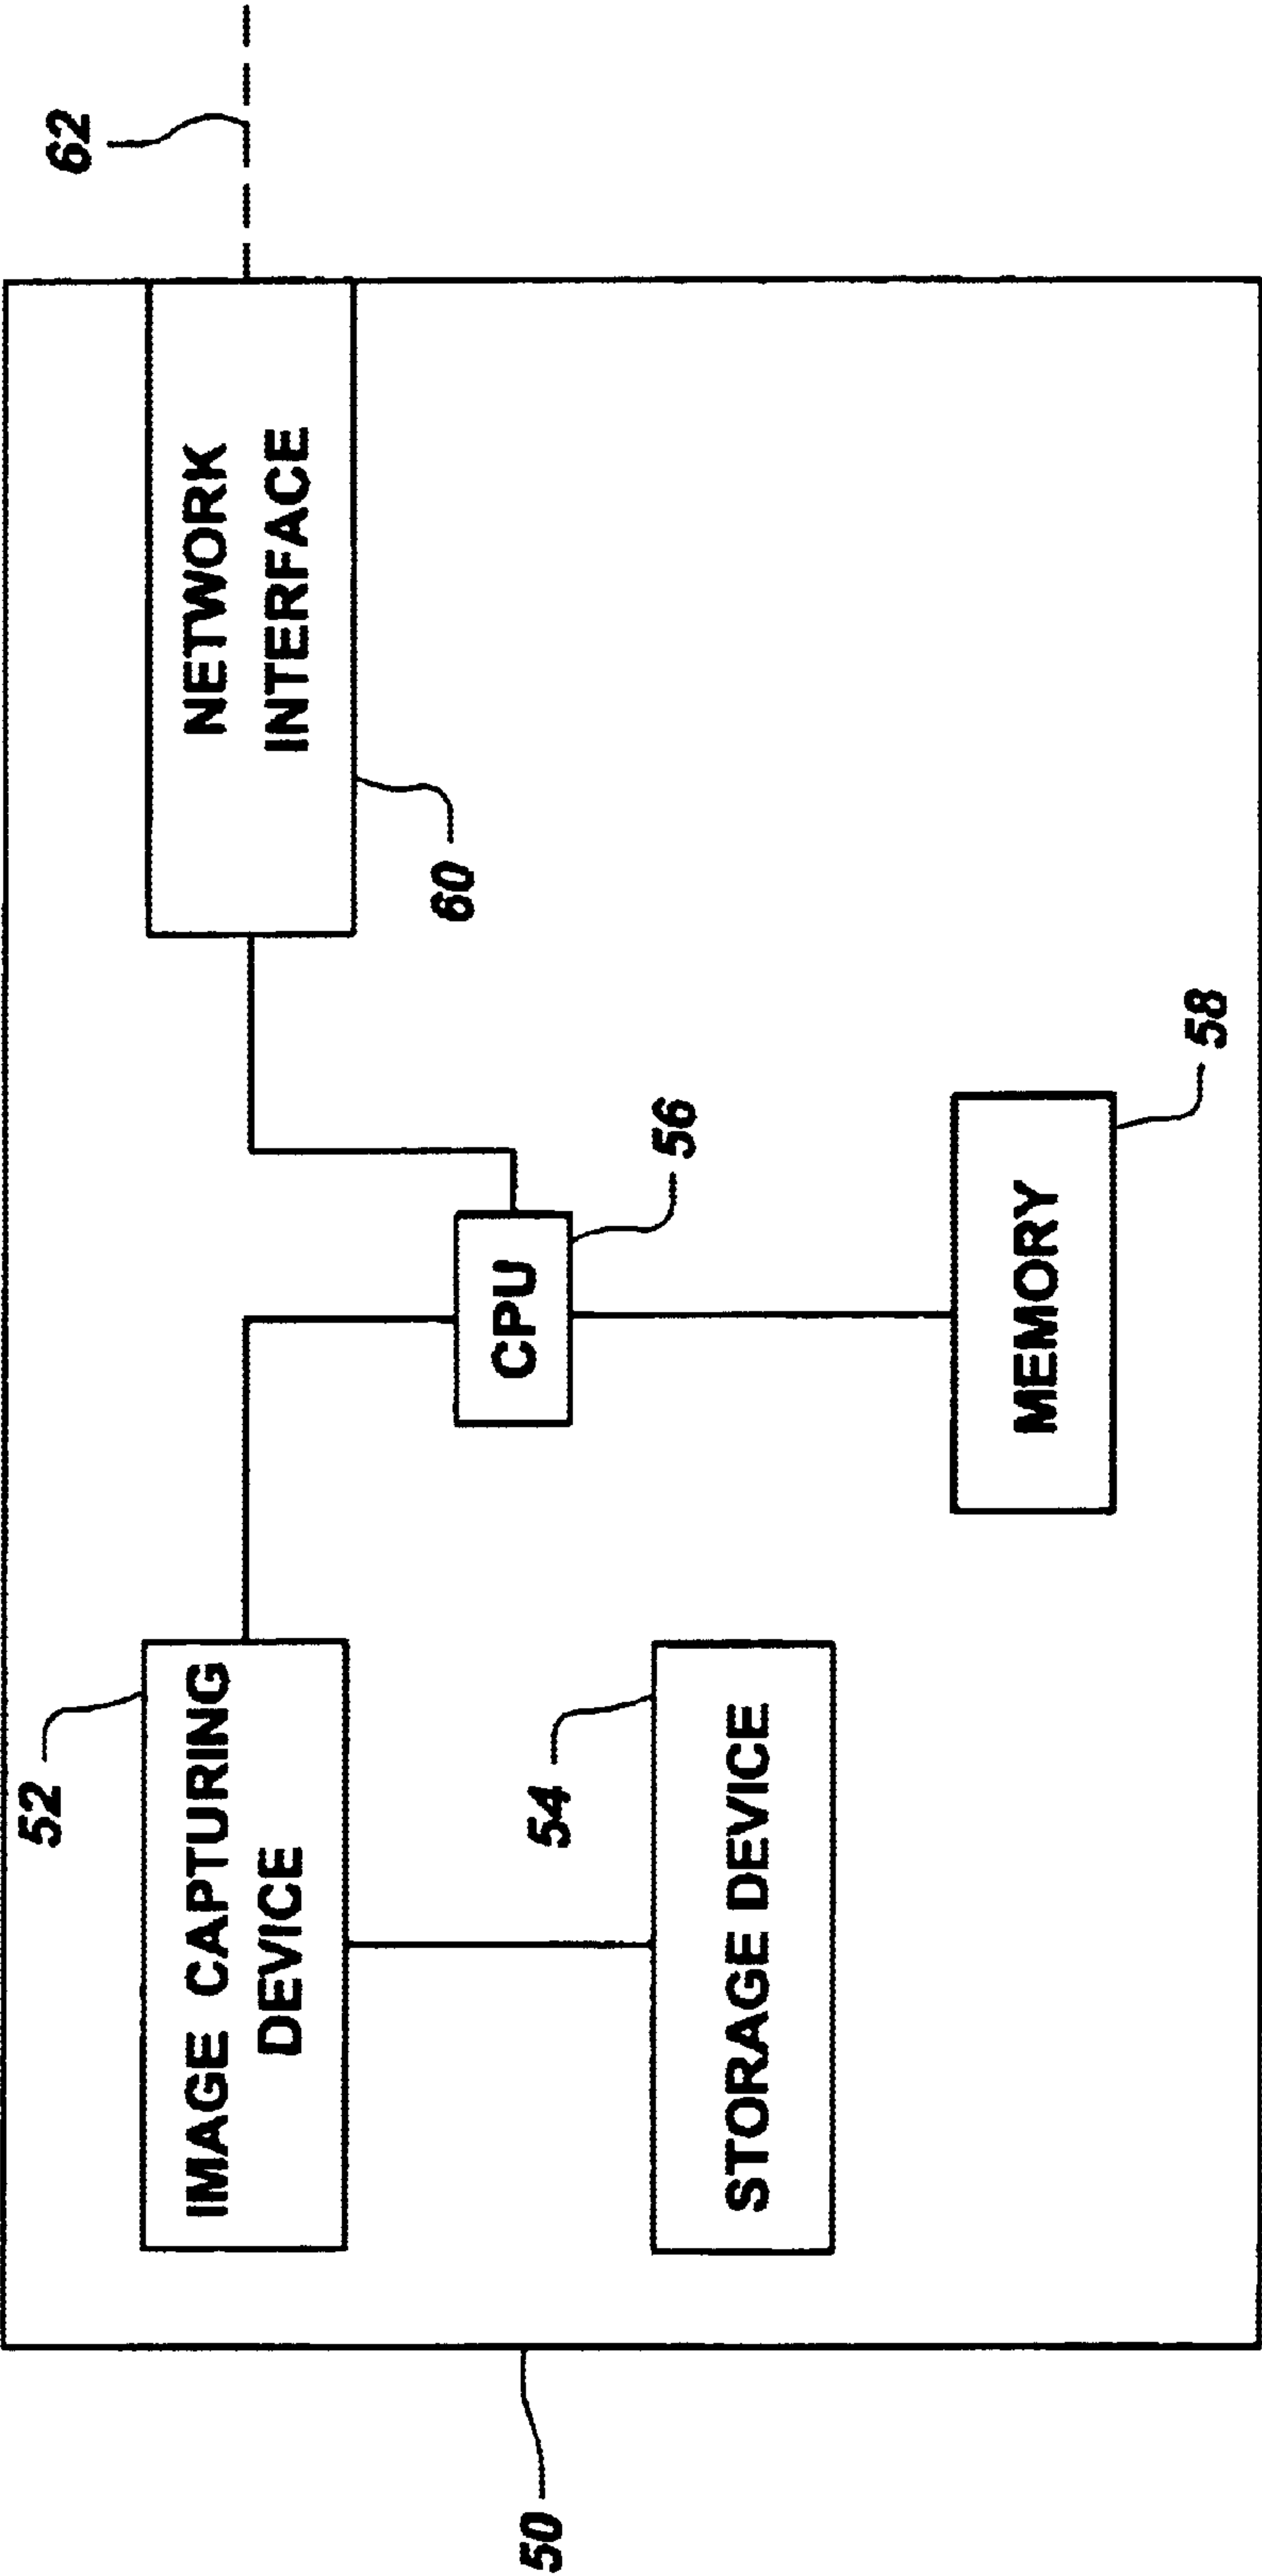 62
NETWORK
INTERFACE
60
52
IMAGE CAPTURING
DEVICE
CPU
56
54
STORAGE DEVICE
MEMORY
58
50